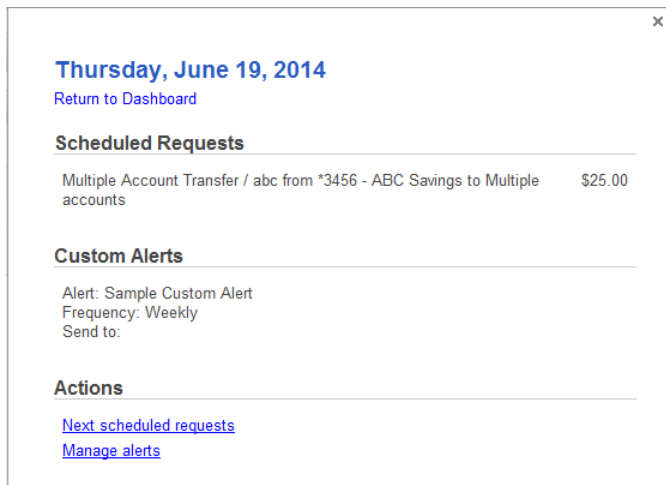 ×
Thursday, June 19, 2014
Return to Dashboard
Scheduled Requests
Multiple Account Transfer / abc from *3456 - ABC Savings to Multiple $25.00
accounts
Custom Alerts
Alert: Sample Custom Alert
Frequency: Weekly
Send to:
Actions
Next scheduled requests
Manage alerts